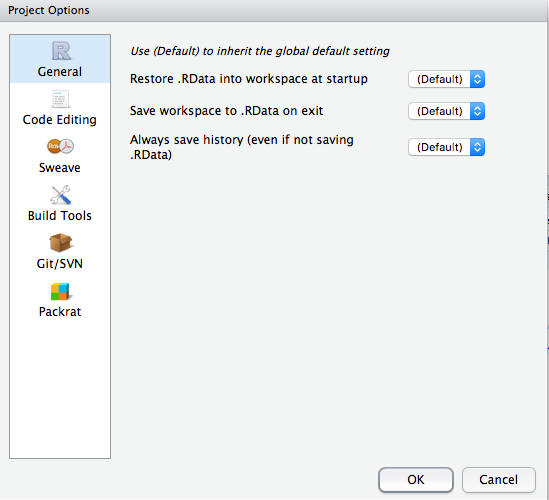 Project Options
General
Code Editing
Sweave
Build Tools
Git/SVN
Packrat
Use (Default) to inherit the global default setting
Restore .RData into workspace at startup (Default)
Save workspace to .RData on exit (Default)
Always save history (even if not saving
.RData) (Default)
OK Cancel